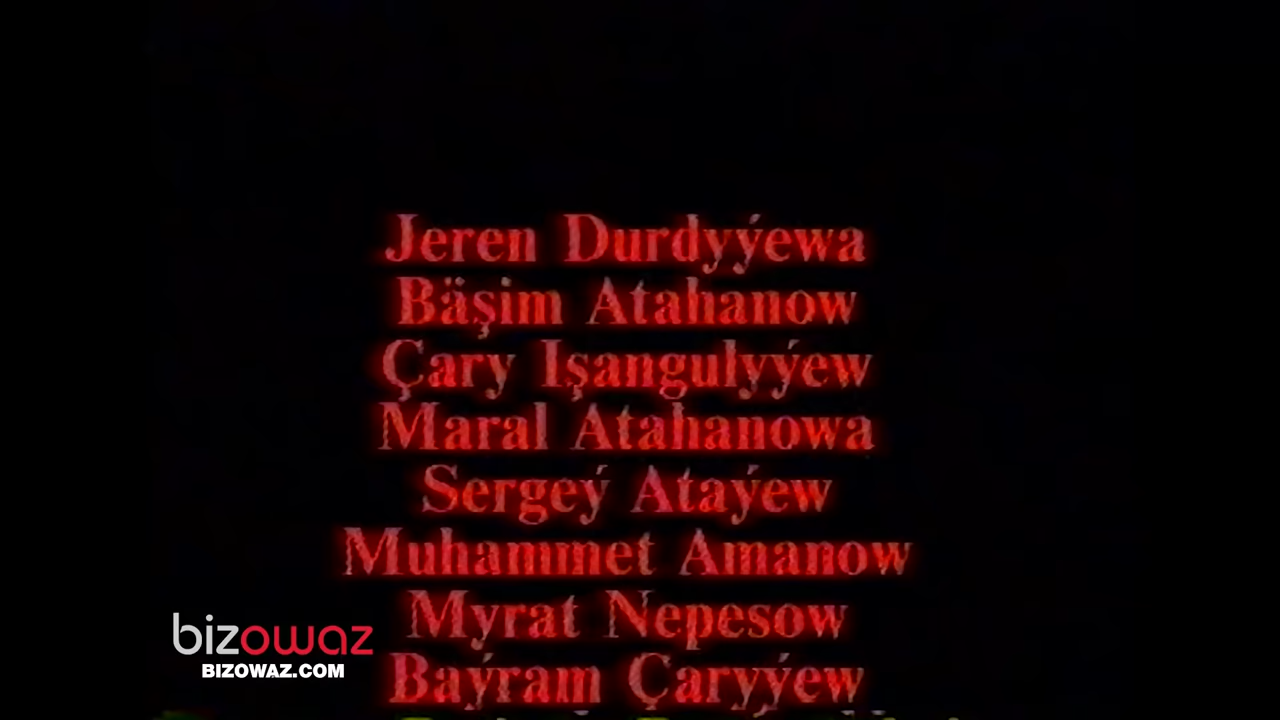 Jeren Durdyýewa
Bäşim Atahanow
Çary Işangulyýew
Maral Atahanowa
Sergeý Ataýew
Muhammet Amanow
Myrat Nepesow
Baýram Çaryýew
bizowaz
BIZOWAZ.COM